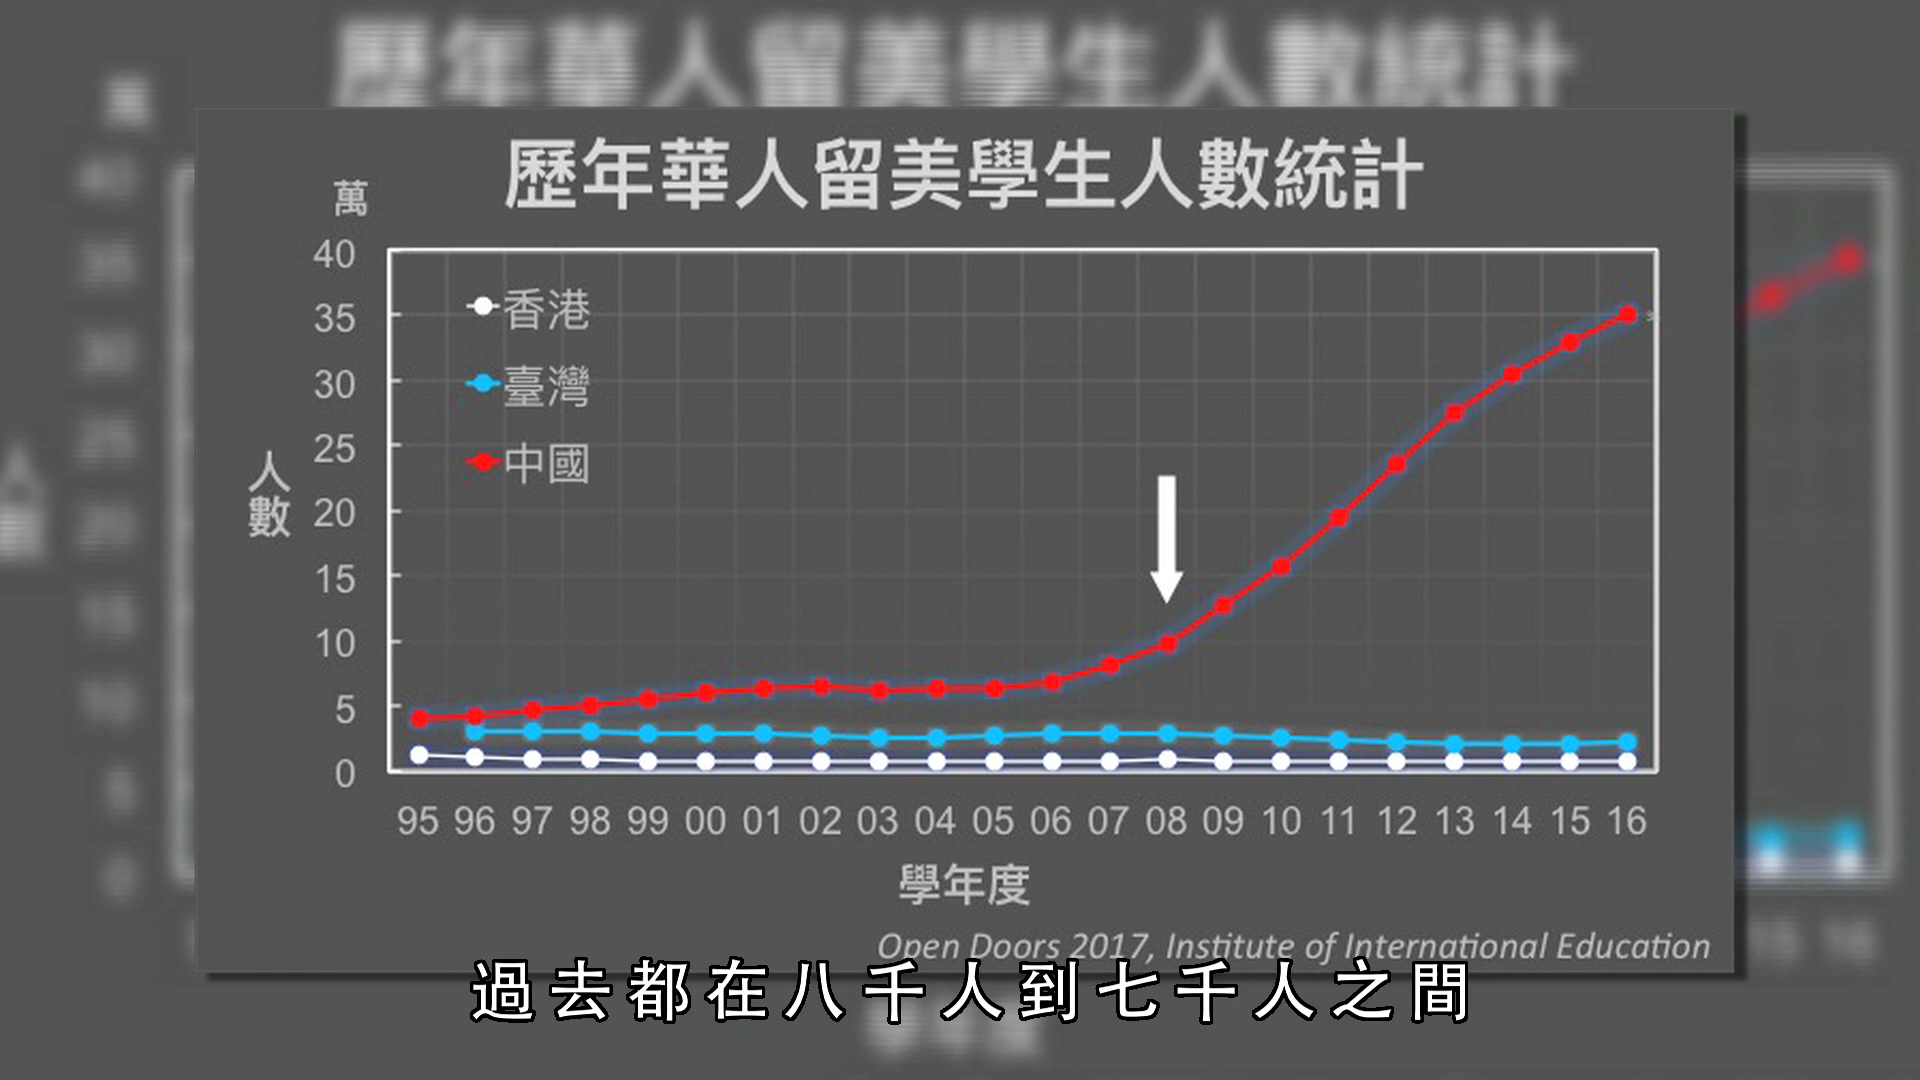 歷年華人留美學生人數統計
萬
40
35
30
25
20
15
10
5
0
人數
香港
臺灣
中國
95 96 97 98 99 00 01 02 03 04 05 06 07 08 09 10 11 12 13 14 15 16
學年度
Open Doors 2017, Institute of International Education
過去都在八千人到七千人之間